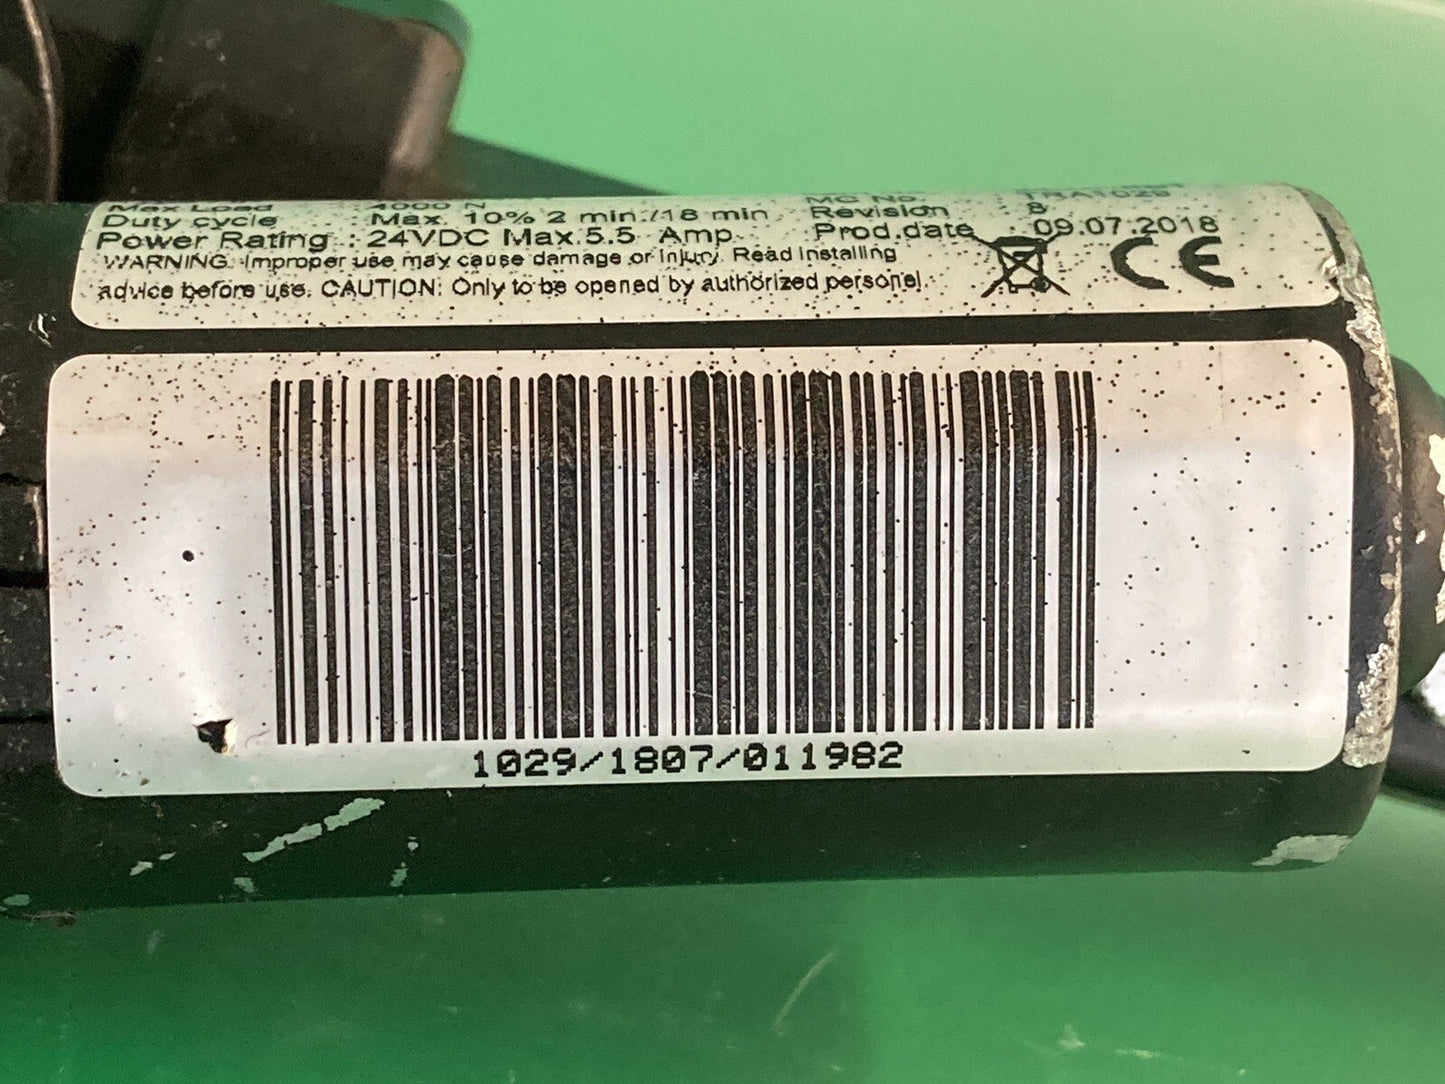 Max Load : 4000 N MC No. : TRA1029
Duty cycle : Max. 10% 2 min./18 min Revision : 8
Power Rating : 24VDC Max.5.5 Amp. Prod.date : 09.07.2018
WARNING. Improper use may cause damage or injury. Read installing
advice before use. CAUTION: Only to be opened by authorized personel.
CE
1029/1807/011982